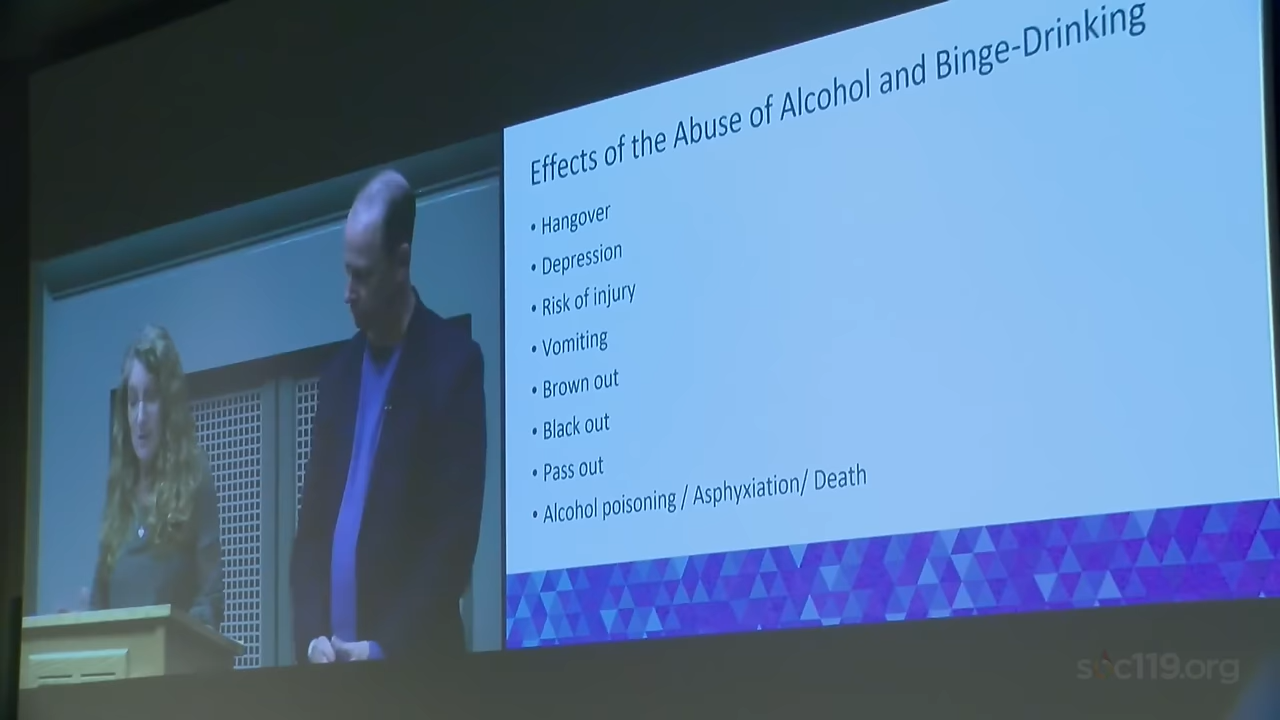 Effects of the Abuse of Alcohol and Binge-Drinking
• Hangover
• Depression
• Risk of injury
• Vomiting
• Brown out
• Black out
• Pass out
• Alcohol poisoning / Asphyxiation/ Death
soc119.org